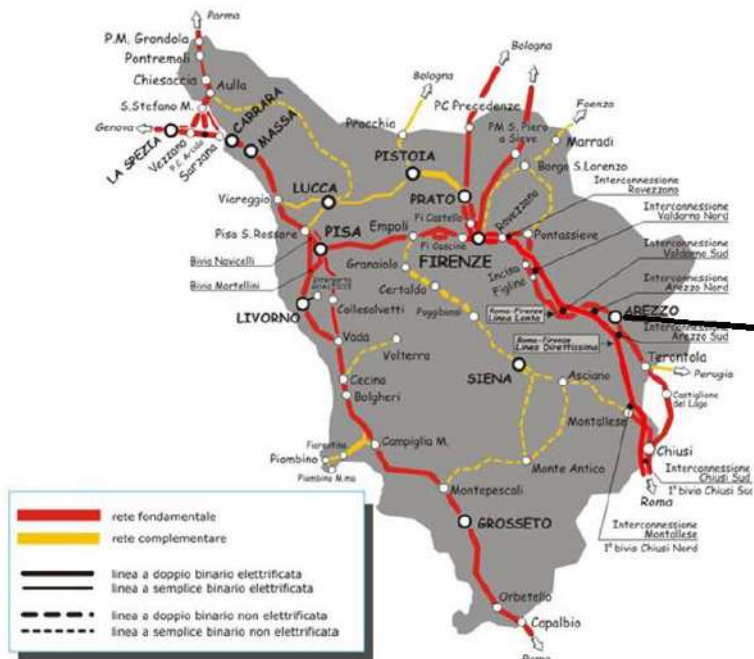 Parma
P.M. Grondola
Pontremoli
Chiesaccia
Aulla
S.Stefano M.
Genova
LA SPEZIA
Vezzano
P.C. Arcola
Sarzana
CARRARA
MASSA
Bologna
Bologna
PC Precedenze
Pracchia
PM S. Piero
a Sieve
Faenza
Marradi
PISTOIA
Borgo S.Lorenzo
Interconnessione
Rovezzano
LUCCA
PRATO
Viareggio
Fi Castello
Rovezzano
Interconnessione
Valdarno Nord
Empoli
Pisa S. Rossore
PISA
Fi Cascine
FIRENZE
Pontassieve
Interconnessione
Valdarno Sud
Bivio Navicelli
Granaiolo
Incisa
Figline
Interconnessione
Arezzo Nord
Bivio Mortellini
Certaldo
Collesalvetti
Poggibonsi
Roma-Firenze
Linea Lenta
AREZZO
LIVORNO
Interconnessione
Arezzo Sud
Vada
Volterra
Roma-Firenze
Linea Direttissima
Terontola
Perugia
SIENA
Asciano
Cecina
Bolgheri
Castiglione
del Lago
Montallese
Fiorentina
Campiglia M.
Chiusi
Piombino
Piombino M.ma
Monte Antico
Interconnessione
Chiusi Sud
1° bivio Chiusi Su
Montepescali
Roma
GROSSETO
Interconnessione
Montallese
1° bivio Chiusi Nord
Orbetello
Capalbio
Roma
rete fondamentale
rete complementare
linea a doppio binario elettrificata
linea a semplice binario elettrificata
linea a doppio binario non elettrificata
linea a semplice binario non elettrificata